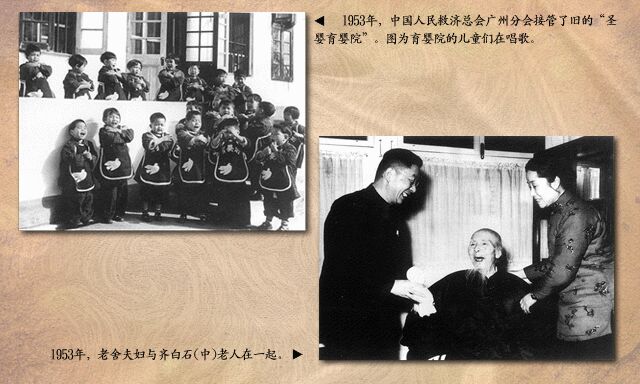 ◀ 1953年，中国人民救济总会广州分会接管了旧的“圣
婴育婴院”。图为育婴院的儿童们在唱歌。
1953年，老舍夫妇与齐白石(中)老人在一起。▶